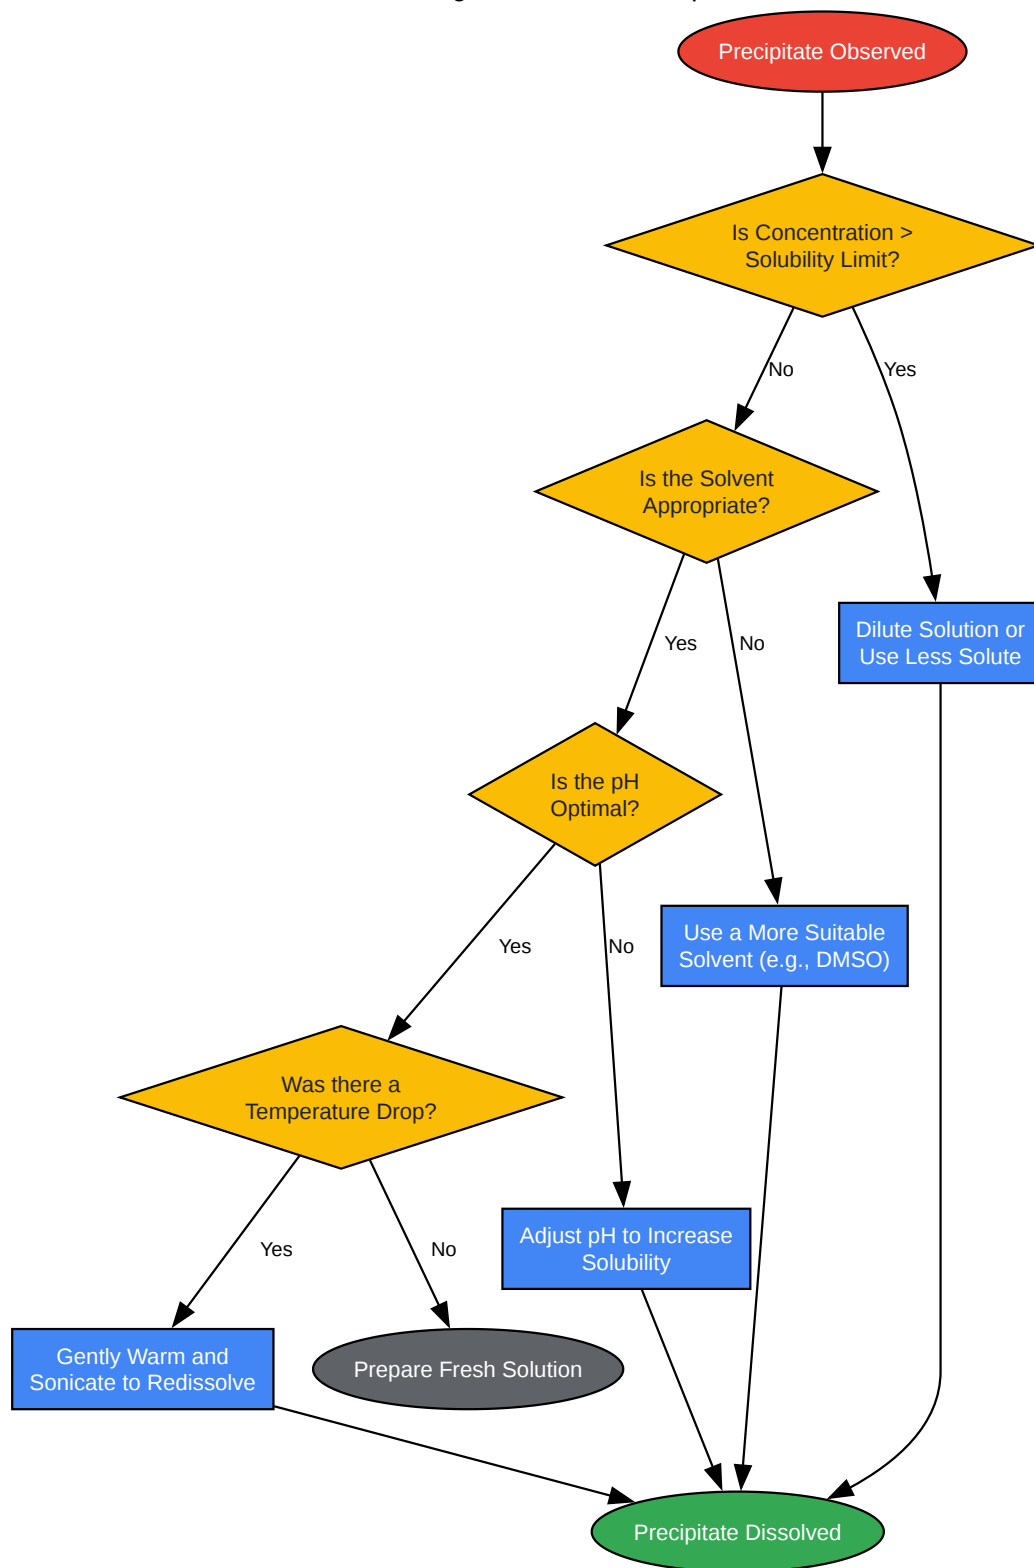 Precipitate Observed
Is Concentration >
Solubility Limit?
No
Yes
Is the Solvent
Appropriate?
Yes
No
Dilute Solution or
Use Less Solute
Is the pH
Optimal?
Yes
No
Use a More Suitable
Solvent (e.g., DMSO)
Was there a
Temperature Drop?
Yes
No
Adjust pH to Increase
Solubility
Gently Warm and
Sonicate to Redissolve
Prepare Fresh Solution
Precipitate Dissolved